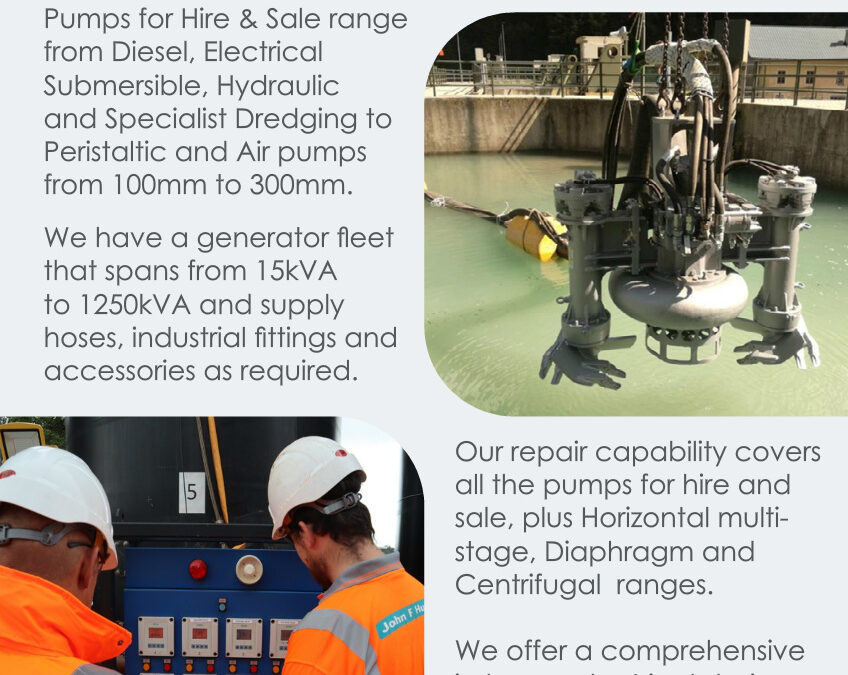 Pumps for Hire & Sale range
from Diesel, Electrical
Submersible, Hydraulic
and Specialist Dredging to
Peristaltic and Air pumps
from 100mm to 300mm.
We have a generator fleet
that spans from 15kVA
to 1250kVA and supply
hoses, industrial fittings and
accessories as required.
5
John F
Our repair capability covers
all the pumps for hire and
sale, plus Horizontal multi-
stage, Diaphragm and
Centrifugal  ranges.
We offer a comprehensive